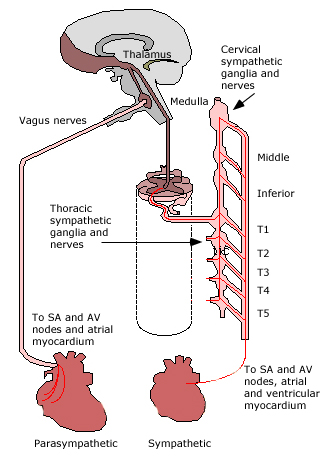 Thalamus
Cervical
sympathetic
ganglia and
nerves
Medulla
Vagus nerves
Middle
Inferior
Thoracic
sympathetic
ganglia and
nerves
T1
T2
T3
T4
T5
To SA and AV
nodes and atrial
myocardium
To SA and AV
nodes, atrial
and ventricular
myocardium
Parasympathetic
Sympathetic